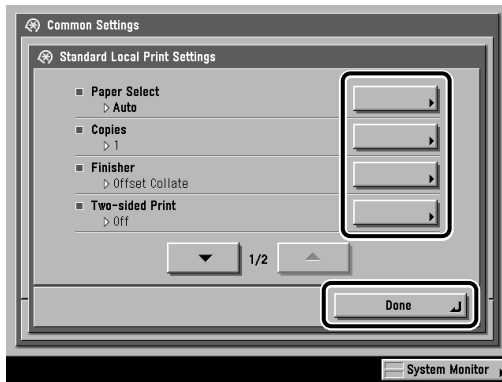 Common Settings
Standard Local Print Settings
Paper Select
Auto
Copies
1
Finisher
Offset Collate
Two-sided Print
Off
1/2
Done
System Monitor